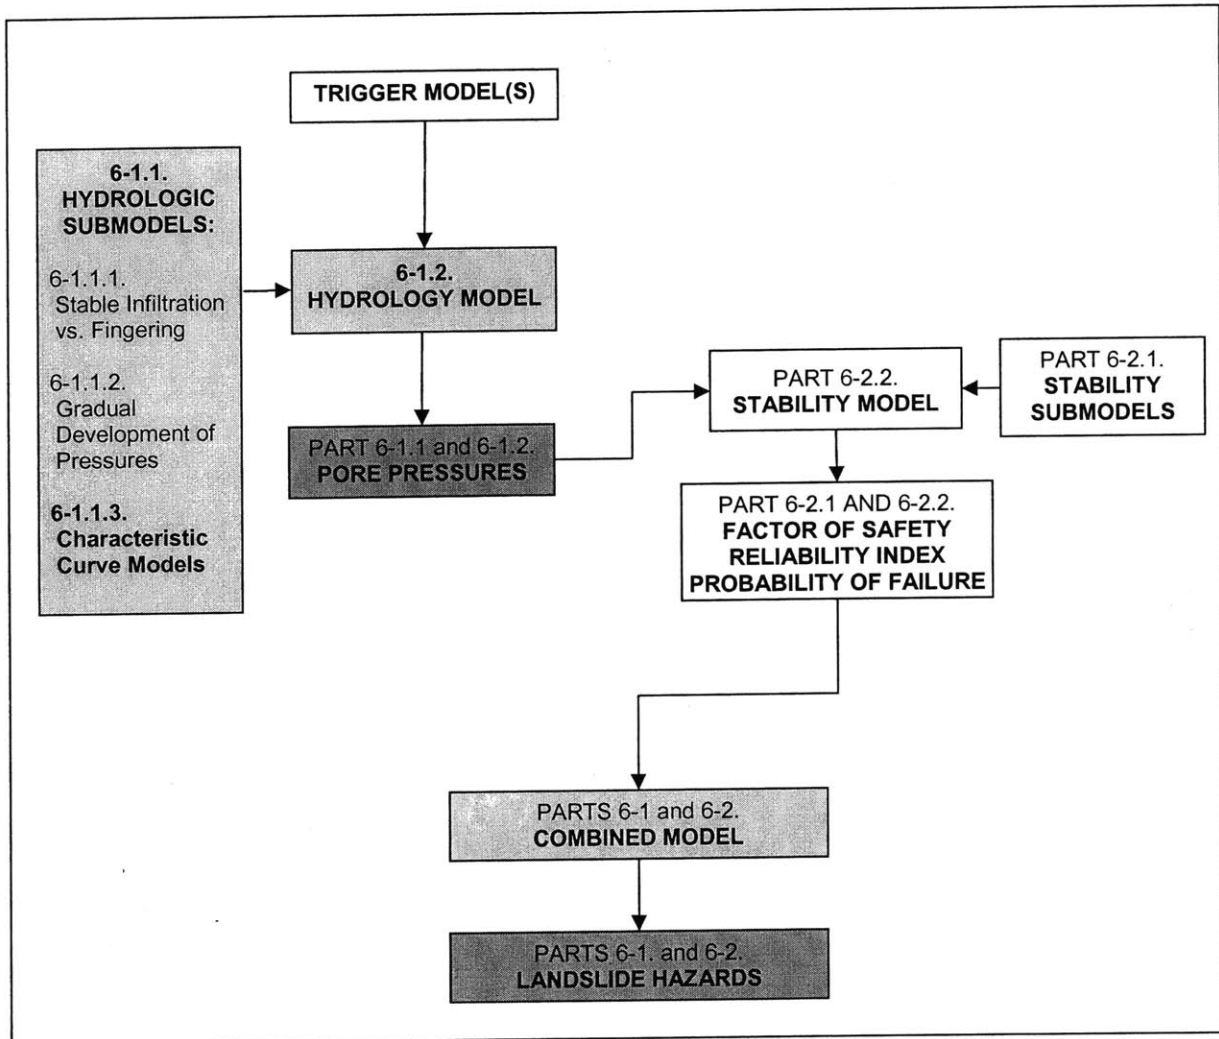 TRIGGER MODEL(S)
6-1.1.
HYDROLOGIC
SUBMODELS:
6-1.1.1.
Stable Infiltration
vs. Fingering
6-1.1.2.
Gradual
Development of
Pressures
6-1.1.3.
Characteristic
Curve Models
6-1.2.
HYDROLOGY MODEL
PART 6-1.1 and 6-1.2.
PORE PRESSURES
PART 6-2.2.
STABILITY MODEL
PART 6-2.1.
STABILITY
SUBMODELS
PART 6-2.1 AND 6-2.2.
FACTOR OF SAFETY
RELIABILITY INDEX
PROBABILITY OF FAILURE
PARTS 6-1 and 6-2.
COMBINED MODEL
PARTS 6-1. and 6-2.
LANDSLIDE HAZARDS